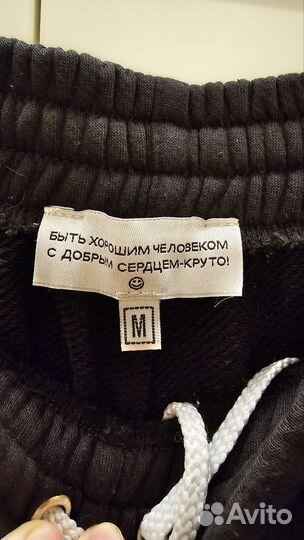 БЫТЬ ХОРОШИМ ЧЕЛОВЕКОМ
С ДОБРЫМ СЕРДЦЕМ-КРУТО!
M
Avito